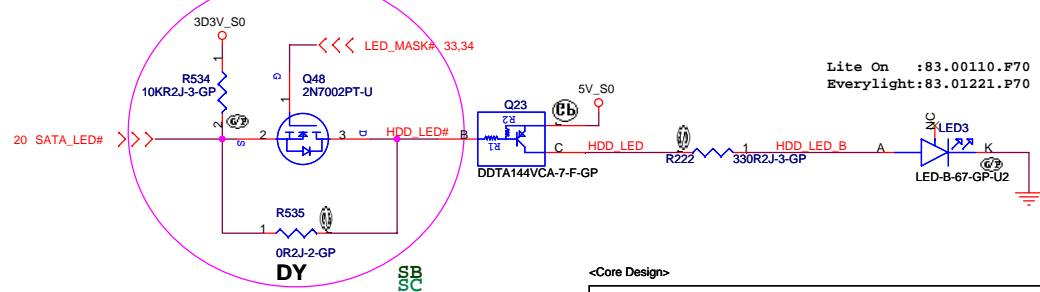 3D3V_S0
LED_MASK# 33,34
R534
10KR2J-3-GP
1
2
G/P
G
1
Q48
2N7002PT-U
20 SATA_LED#
2
S
3
D
HDD_LED#
B
Q23
R1
R2
DDTA144VCA-7-F-GP
5V_S0
C
HDD_LED
R222
1
330R2J-3-GP
HDD_LED_B
A
NC
LED3
K
G/P
LED-B-67-GP-U2
Lite On :83.00110.F70
Everylight:83.01221.P70
R535
1
0R2J-2-GP
DY
SB
SC
<Core Design>